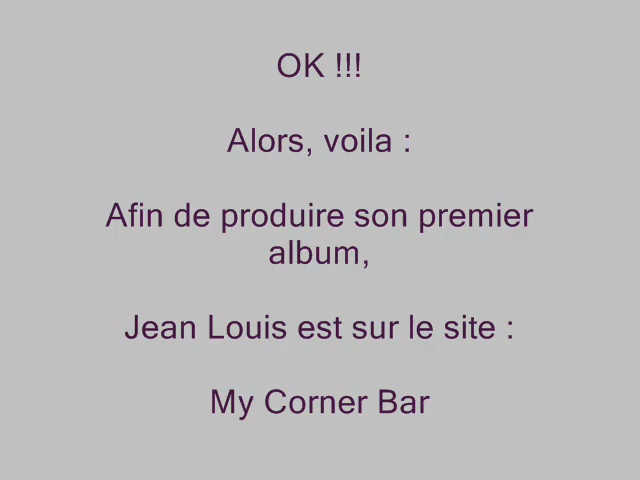 OK !!!
Alors, voila :
Afin de produire son premier
album,
Jean Louis est sur le site :
My Corner Bar